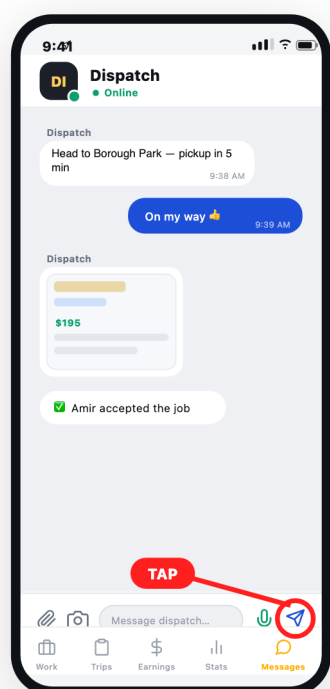 9:41
DI
Dispatch
Online
Dispatch
Head to Borough Park — pickup in 5
min
9:38 AM
On my way 👍
9:39 AM
Dispatch
$195
✅ Amir accepted the job
TAP
Message dispatch...
Work
Trips
Earnings
Stats
Messages